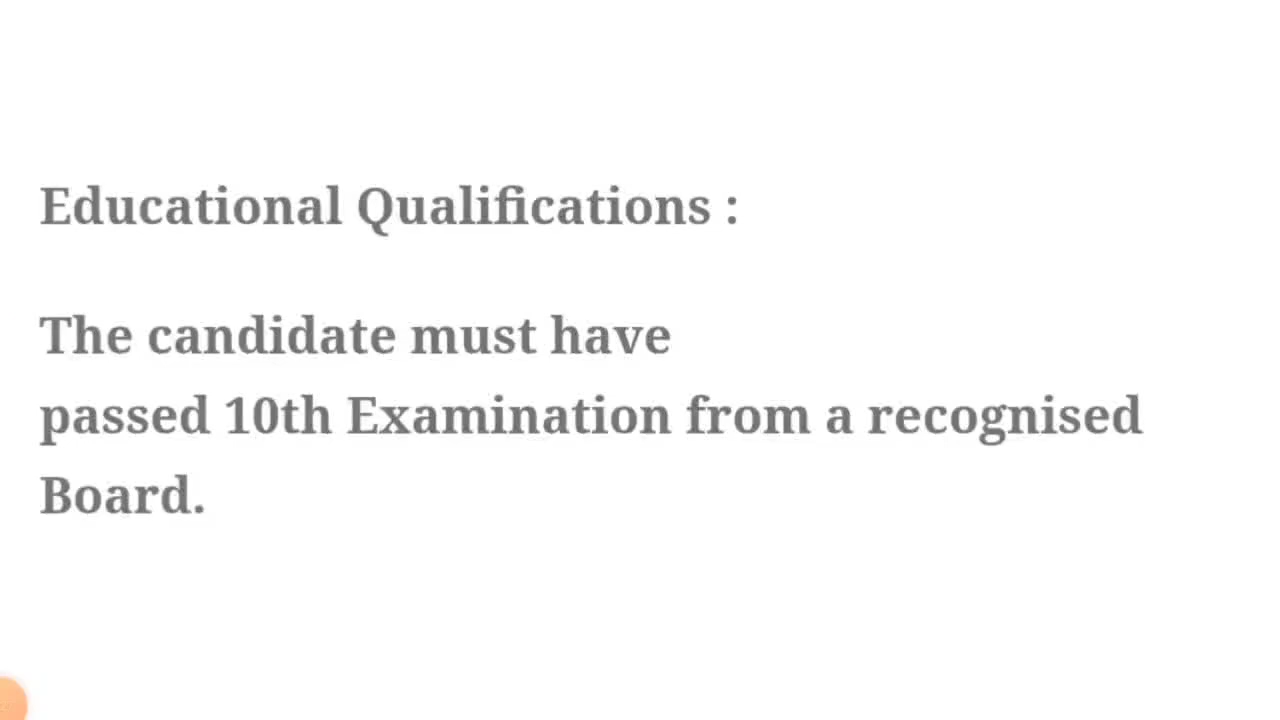 Educational Qualifications :
The candidate must have
passed 10th Examination from a recognised
Board.